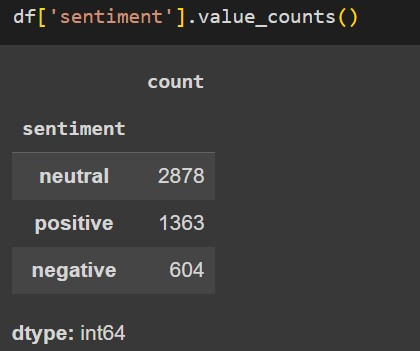 df['sentiment'].value_counts()
count
sentiment
neutral 2878
positive 1363
negative 604
dtype: int64